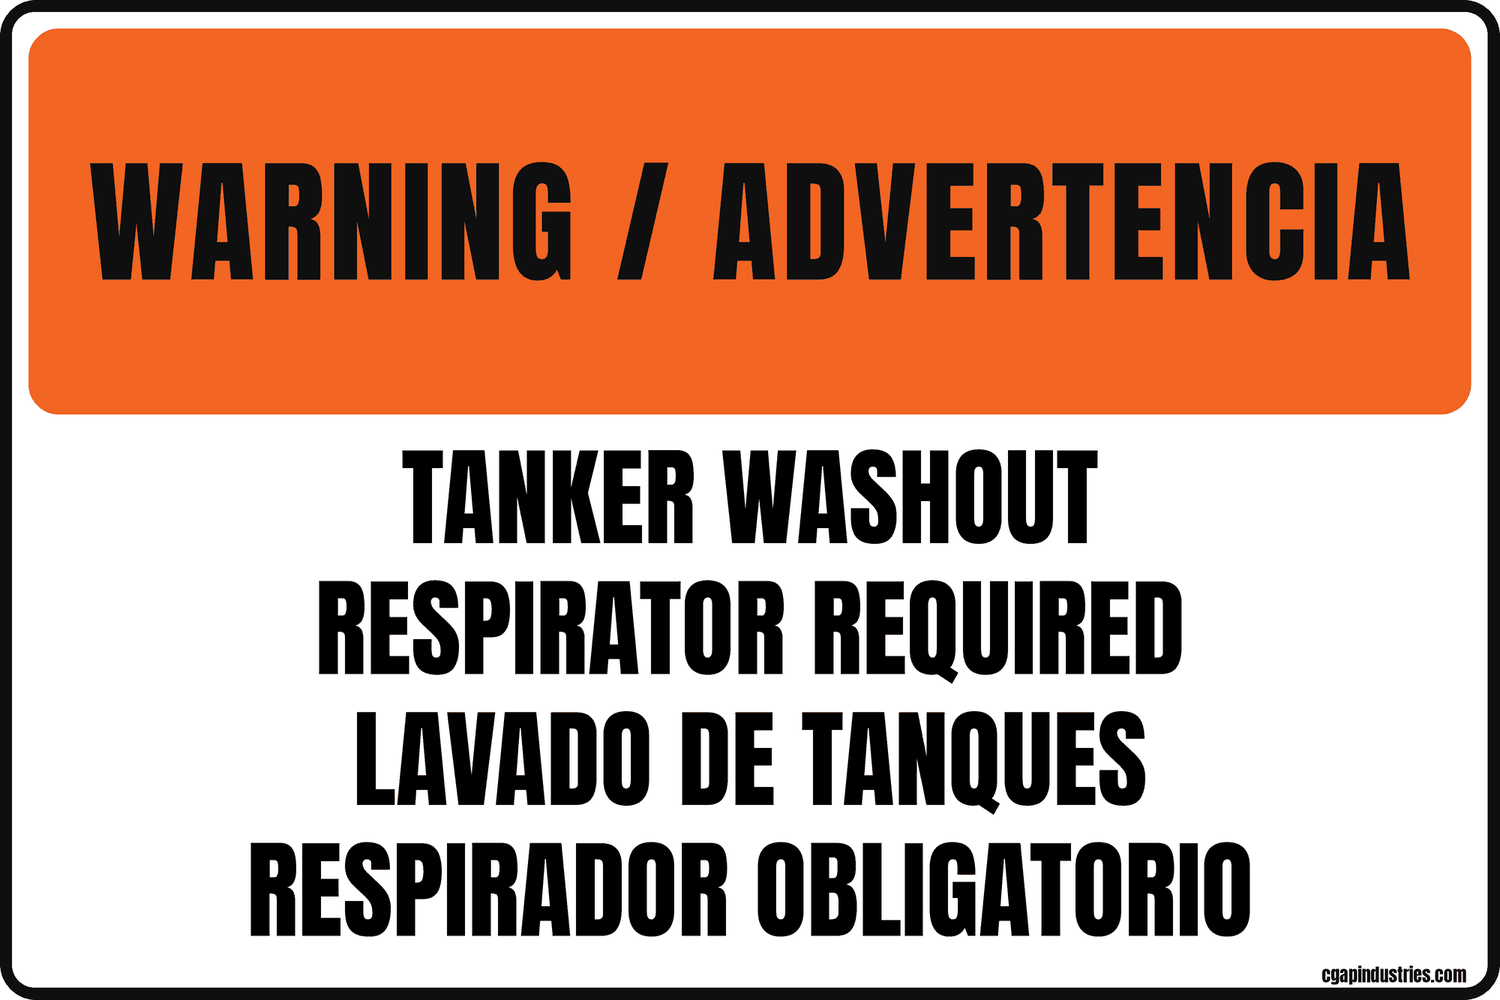 WARNING / ADVERTENCIA
TANKER WASHOUT
RESPIRATOR REQUIRED
LAVADO DE TANQUES
RESPIRADOR OBLIGATORIO
cgapindustries.com